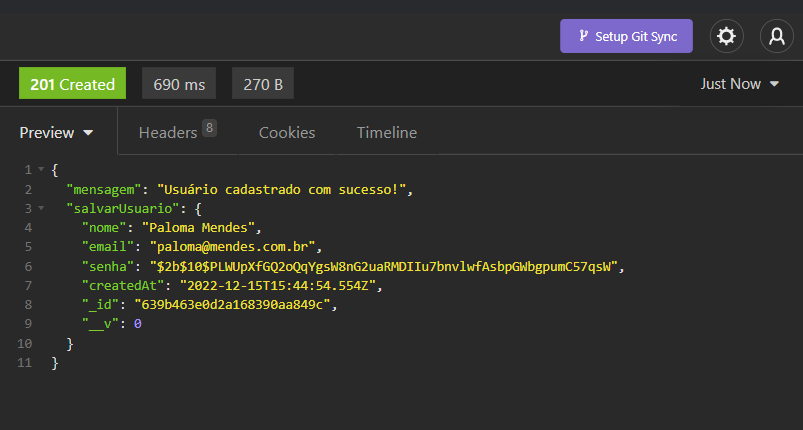 Setup Git Sync
201 Created 690 ms 270 B Just Now
Preview Headers 8 Cookies Timeline
1 {
2 "mensagem": "Usuário cadastrado com sucesso!",
3 "salvarUsuario": {
4 "nome": "Paloma Mendes",
5 "email": "paloma@mendes.com.br",
6 "senha": "$2b$10$PLWUpXfGQ2oQqYgsW8nG2uaRMDIIu7bnvlwfAsbpGWbgpumC57qsW",
7 "createdAt": "2022-12-15T15:44:54.554Z",
8 "_id": "639b463e0d2a168390aa849c",
9 "__v": 0
10 }
11 }